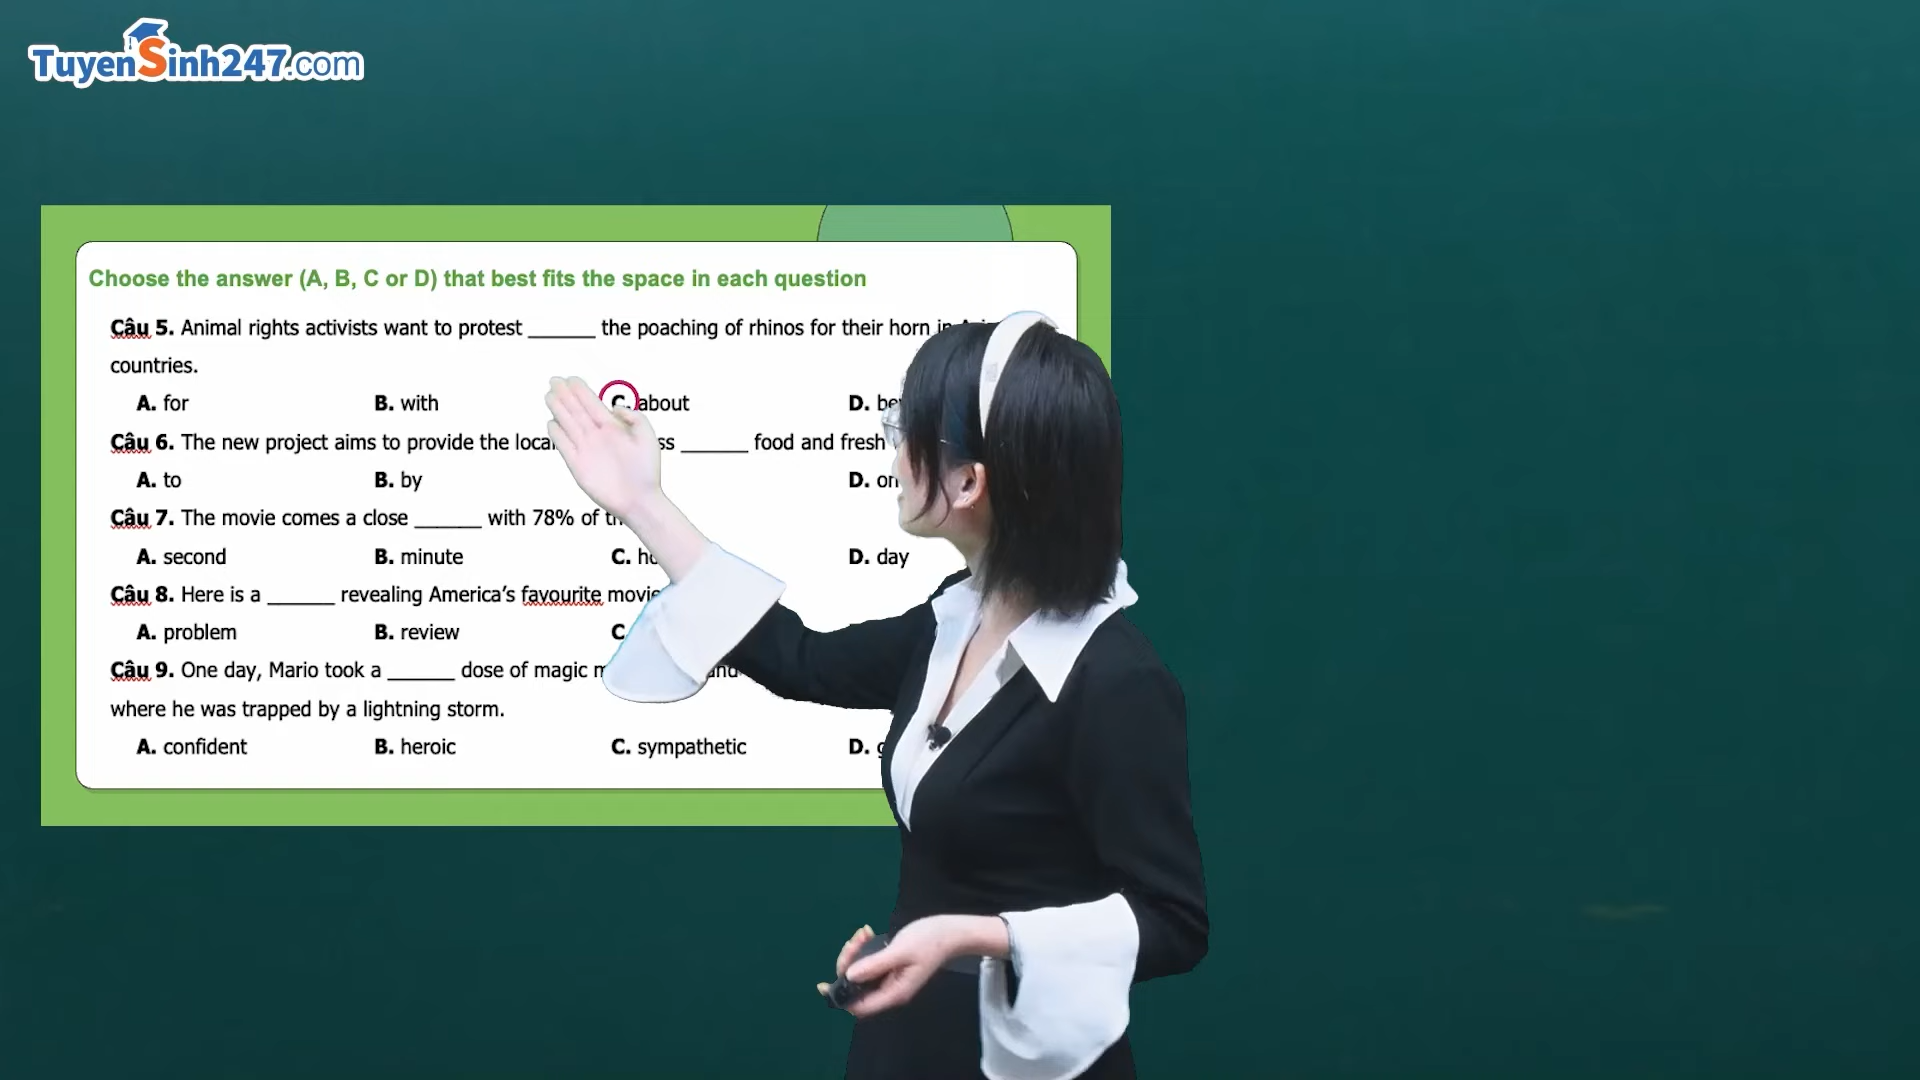 TuyenSinh247.com
Choose the answer (A, B, C or D) that best fits the space in each question
Câu 5. Animal rights activists want to protest ______ the poaching of rhinos for their horn in
countries.
A. for B. with C. about D.
Câu 6. The new project aims to provide the ______ food and fresh
A. to B. by D. on
Câu 7. The movie comes a close ______ with 78% of
A. second B. minute C. D. day
Câu 8. Here is a ______ revealing America's favourite movie
A. problem B. review C.
Câu 9. One day, Mario took a ______ dose of magic and
where he was trapped by a lightning storm.
A. confident B. heroic C. sympathetic D.